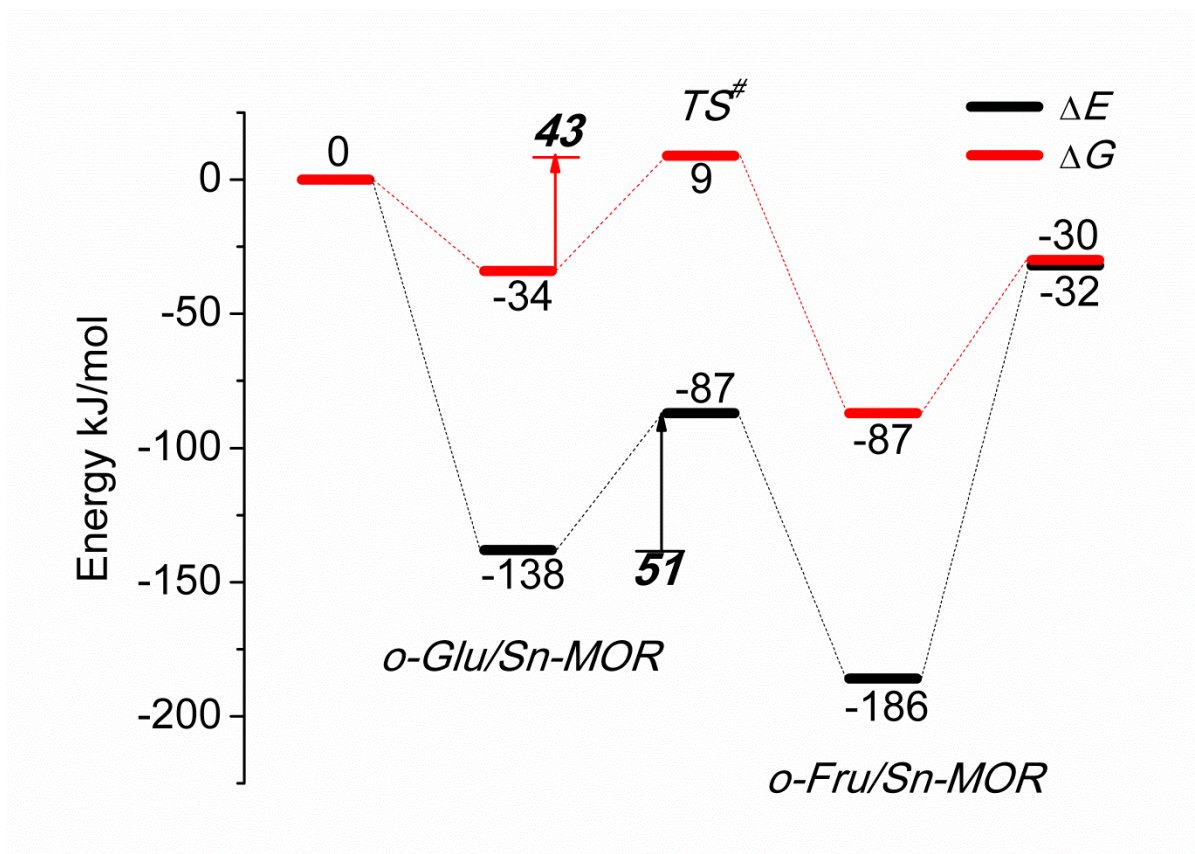 TS#
ΔE
ΔG
43
0
9
-34
-30
-32
-87
-87
51
-138
-186
0
-50
-100
-150
-200
Energy kJ/mol
o-Glu/Sn-MOR
o-Fru/Sn-MOR